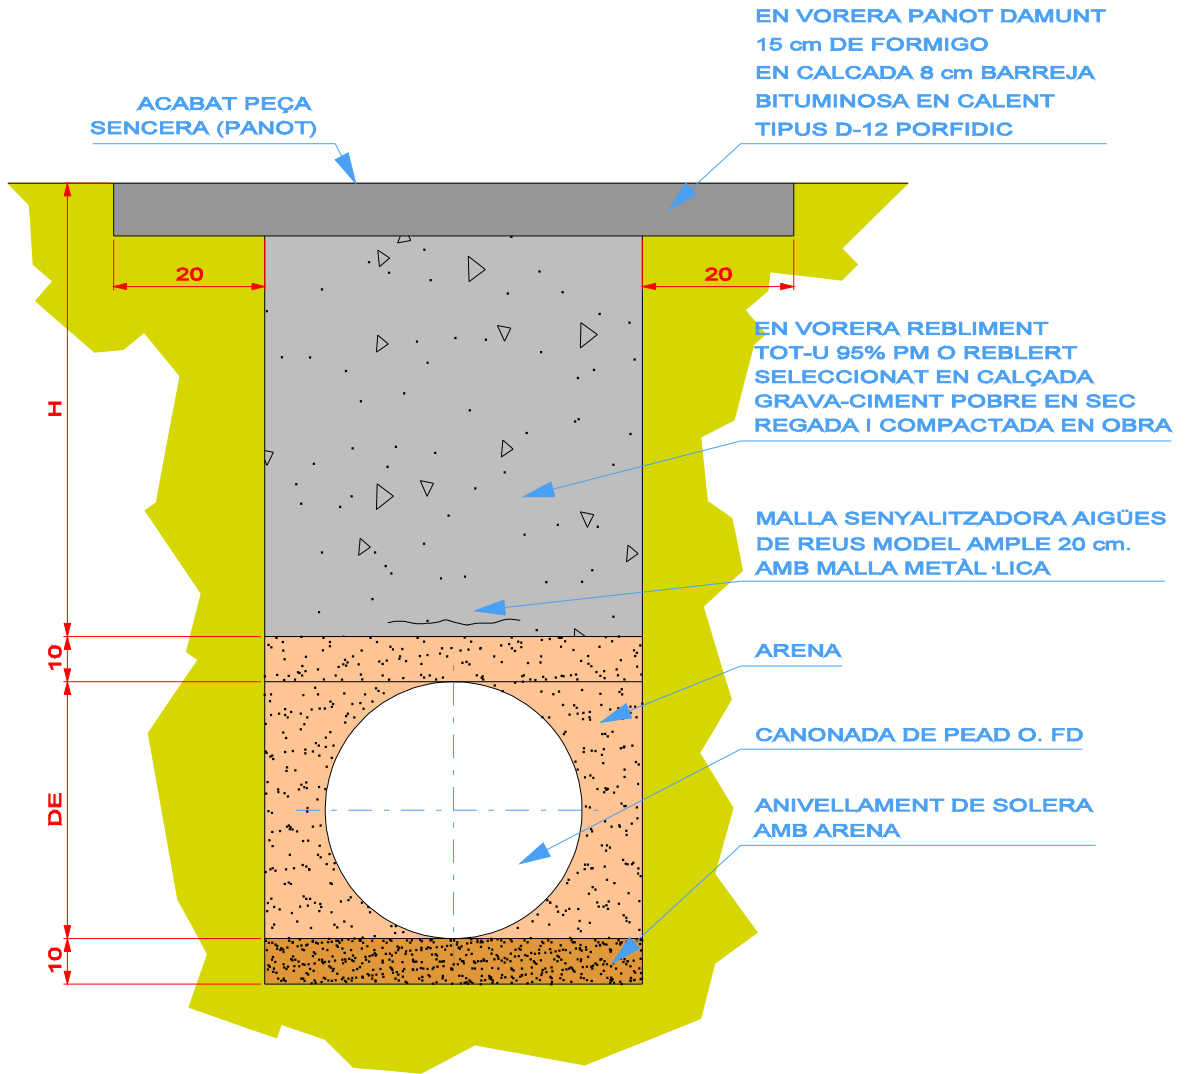 EN VORERA PANOT DAMUNT
15 cm DE FORMIGO
EN CALCADA 8 cm BARREJA
BITUMINOSA EN CALENT
TIPUS D-12 PORFIDIC
ACABAT PEÇA
SENCERA (PANOT)
20
20
EN VORERA REBLIMENT
TOT-U 95% PM O REBLERT
SELECCIONAT EN CALÇADA
GRAVA-CIMENT POBRE EN SEC
REGADA I COMPACTADA EN OBRA
H
MALLA SENYALITZADORA AIGÜES
DE REUS MODEL AMPLE 20 cm.
AMB MALLA METÀL·LICA
10
ARENA
CANONADA DE PEAD O. FD
DE
ANIVELLAMENT DE SOLERA
AMB ARENA
10